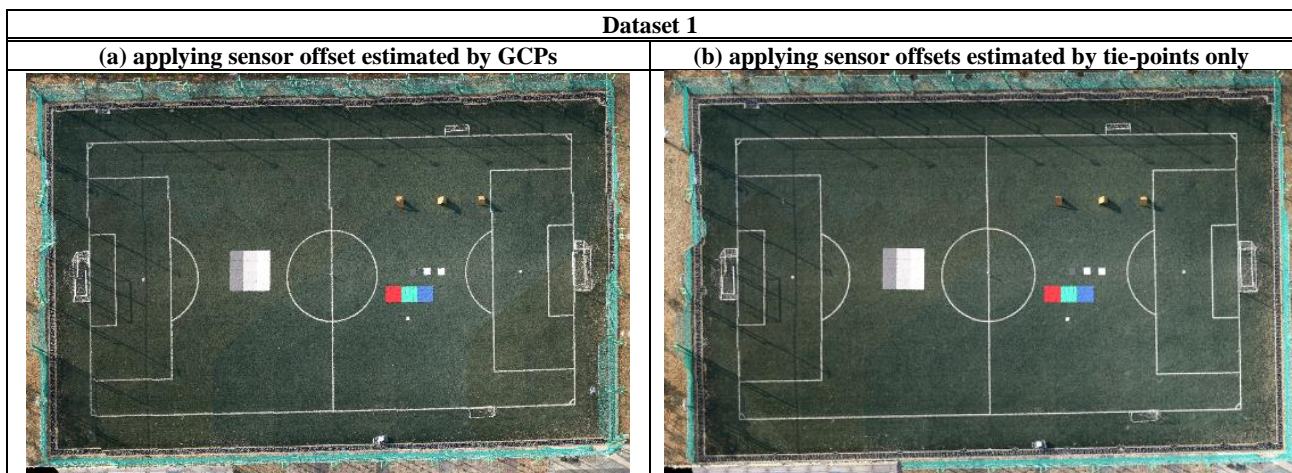 Dataset 1
(a) applying sensor offset estimated by GCPs
(b) applying sensor offsets estimated by tie-points only